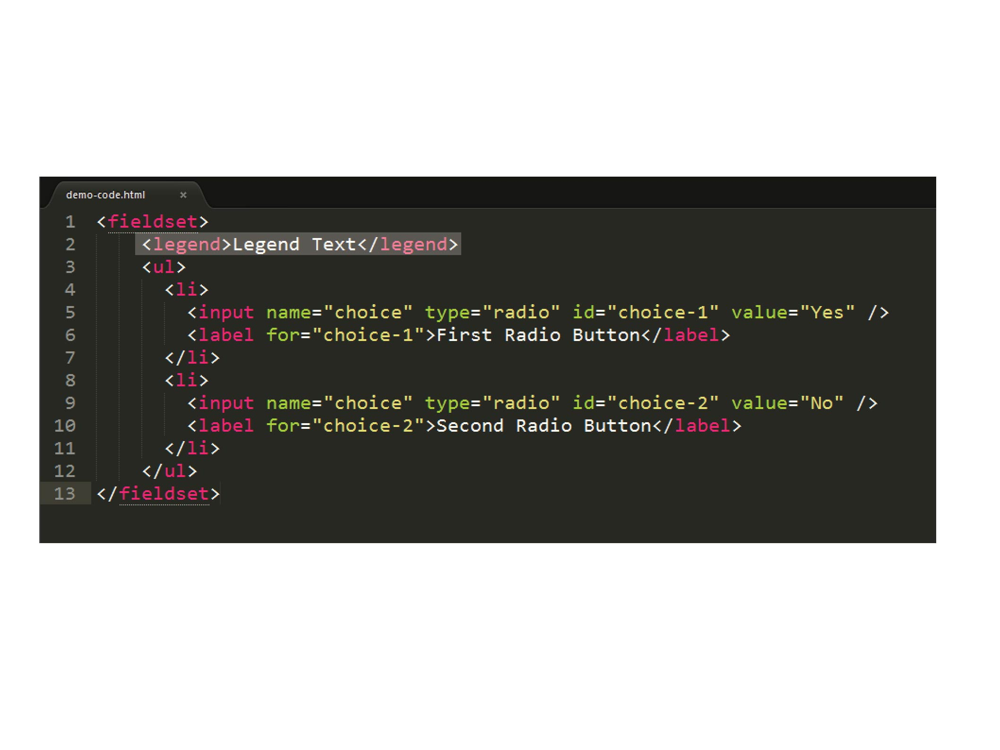 demo-code.html
1 <fieldset>
2 <legend>Legend Text</legend>
3 <ul>
4 <li>
5 <input name="choice" type="radio" id="choice-1" value="Yes" />
6 <label for="choice-1">First Radio Button</label>
7 </li>
8 <li>
9 <input name="choice" type="radio" id="choice-2" value="No" />
10 <label for="choice-2">Second Radio Button</label>
11 </li>
12 </ul>
13 </fieldset>